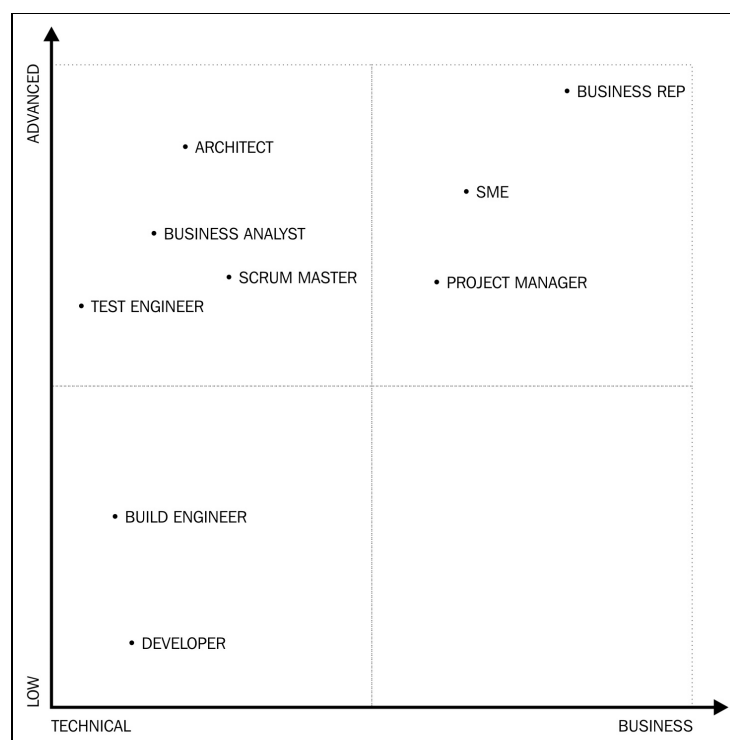 ADVANCED
BUSINESS REP
ARCHITECT
SME
BUSINESS ANALYST
SCRUM MASTER
PROJECT MANAGER
TEST ENGINEER
BUILD ENGINEER
DEVELOPER
LOW
TECHNICAL
BUSINESS